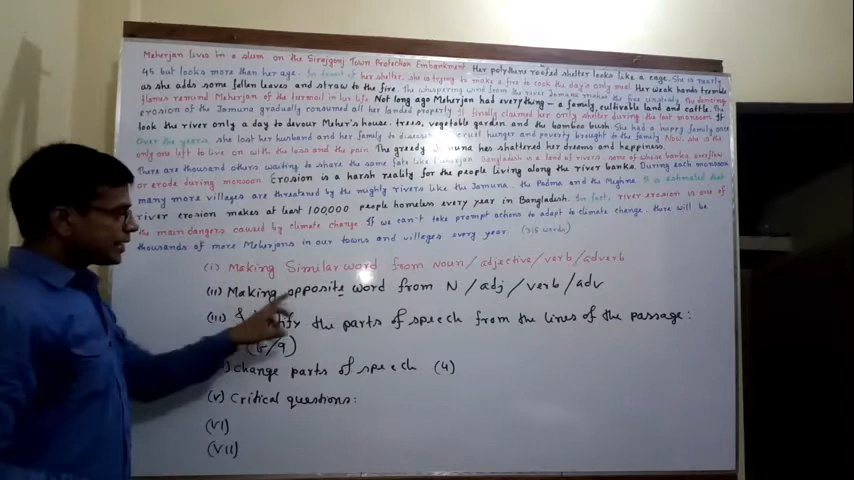 Meherjan lives in a slum on the Sirajgonj Town Protection Embankment. Her polythene roofed shelter looks like a cage. She is nearly
45 but looks more than her age. In front of her shelter, she is trying to make a fire to cook the day's only meal. Her weak hands tremble
as she adds some fallen leaves and straw to the fire. The whispering wind from the river Jamuna makes the fire unsteady. The dancing
flames remind Meherjan of the turmoil in her life. Not long ago Meherjan had everything – a family, cultivable land and cattle. The
erosion of the Jamuna gradually consumed all her landed property. It finally claimed her only shelter during the last monsoon. It
took the river only a day to devour Meher's house, trees, vegetable garden and the bamboo bush. She had a happy family once
Over the years, she lost her husband and her family to diseases cruel hunger and poverty brought to the family. Now, she is the
only one left to live on with the loss and the pain. The greedy Jamuna has shattered her dreams and happiness.
There are thousands others waiting to share the same fate like Meherjan. Bangladesh is a land of rivers. some of whose banks overflow
or erode during monsoon. Erosion is a harsh reality for the people living along the river banks. During each monsoon
many more villages are threatened by the mighty rivers like the Jamuna, the Padma and the Meghna. It is estimated that
river erosion makes at least 100,000 people homeless every year in Bangladesh. In fact, river erosion is one of
the main dangers caused by climate change. If we can't take prompt actions to adapt to climate change, there will be
thousands of more Meherjans in our towns and villages every year. (315 words)
(i) Making Similar word from Noun/adjective/verb/adverb
(ii) Making opposite word from N/adj/verb/adv
(iii) the parts of speech from the lines of the passage:
change parts of speech (4)
(v) Critical questions:
(VI)
(VII)